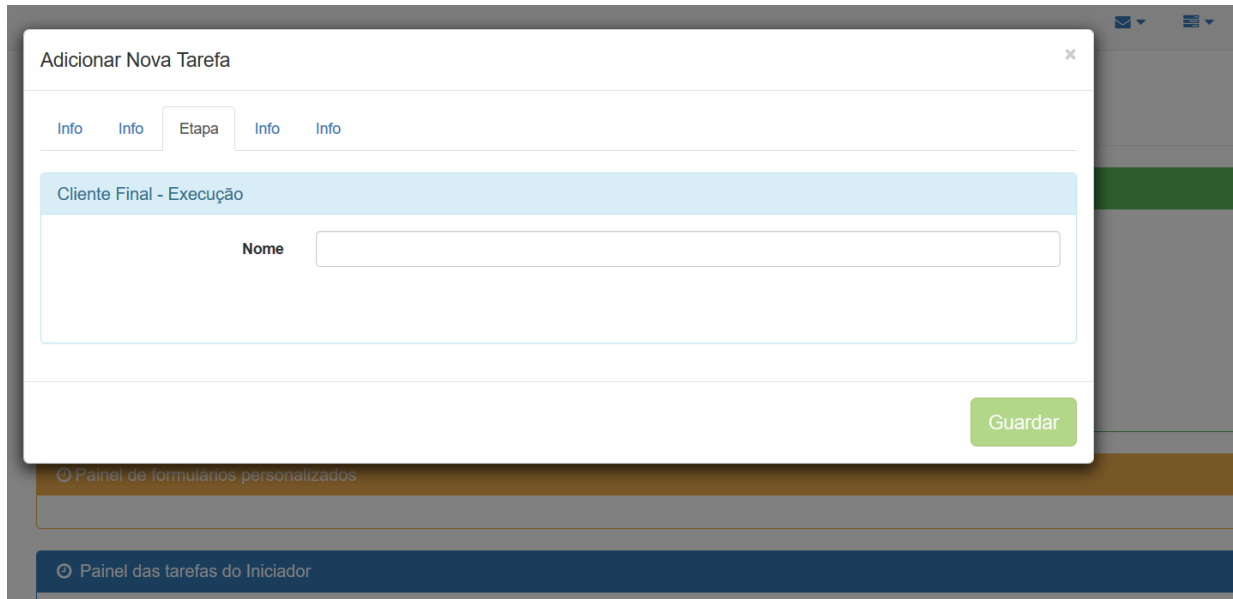 Adicionar Nova Tarefa ×
Info Info Etapa Info Info
Cliente Final - Execução
Nome
Guardar
Painel de formulários personalizados
Painel das tarefas do Iniciador